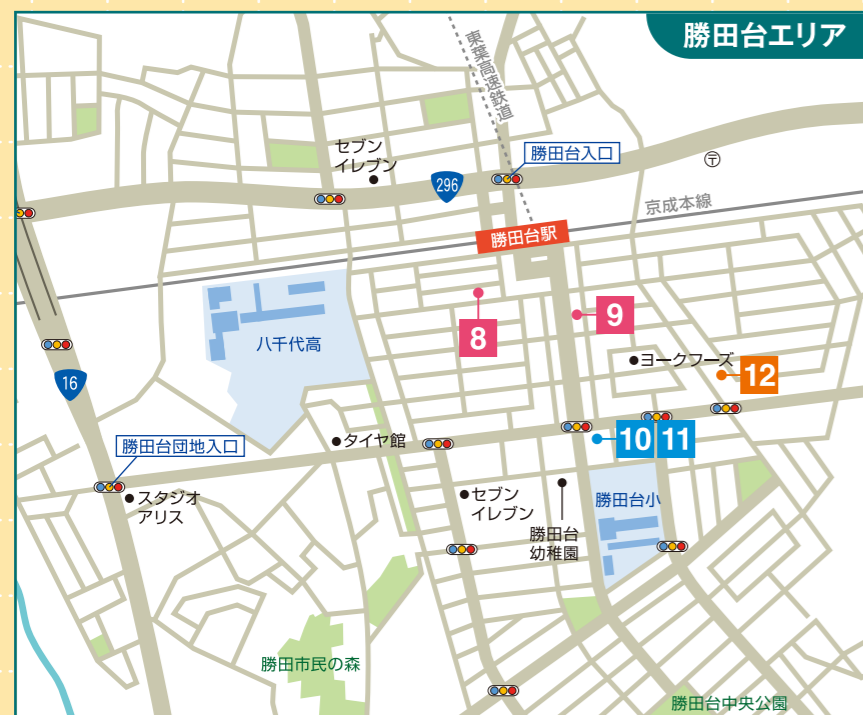 勝田台エリア
東葉高速鉄道
セブン
イレブン
296
勝田台入口
〒
京成本線
勝田台駅
八千代高
8
9
ヨークフーズ
12
16
10
11
タイヤ館
勝田台団地入口
スタジオ
アリス
セブン
イレブン
勝田台
幼稚園
勝田台小
勝田市民の森
勝田台中央公園